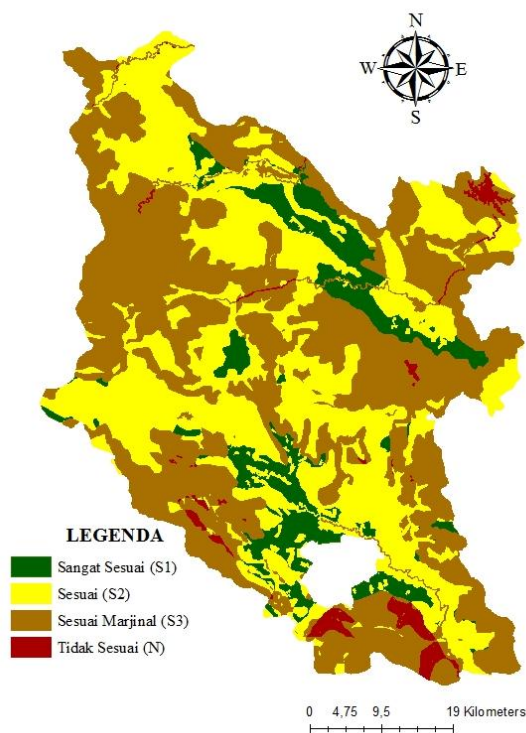 N
W E
S
LEGENDA
Sangat Sesuai (S1)
Sesuai (S2)
Sesuai Marjinal (S3)
Tidak Sesuai (N)
0 4,75 9,5 19 Kilometers